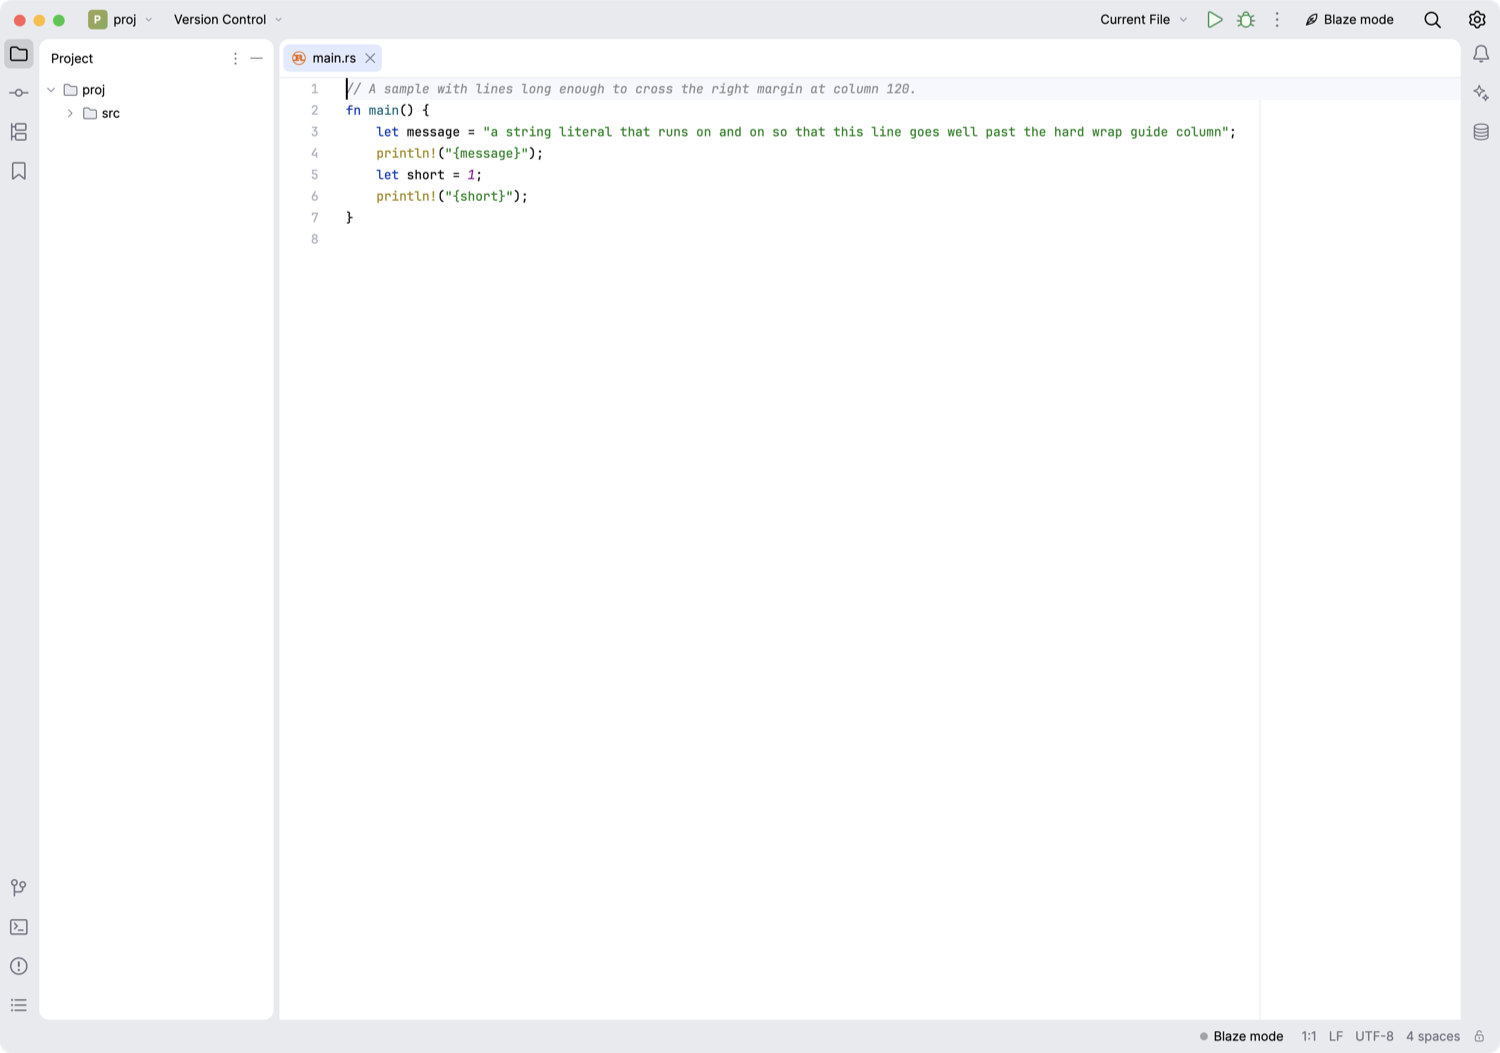 P proj Version Control Current File Blaze mode
Project main.rs
proj
src
1 // A sample with lines long enough to cross the right margin at column 120.
2 fn main() {
3 let message = "a string literal that runs on and on so that this line goes well past the hard wrap guide column";
4 println!("{message}");
5 let short = 1;
6 println!("{short}");
7 }
8
Blaze mode 1:1 LF UTF-8 4 spaces